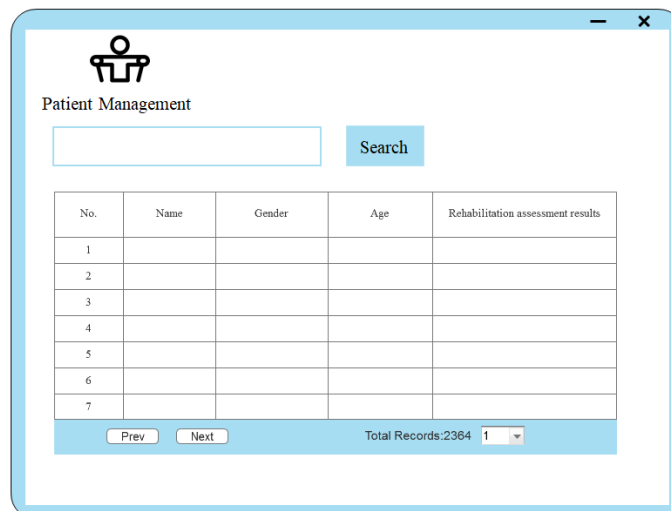 Patient Management
Search
No. Name Gender Age Rehabilitation assessment results
1
2
3
4
5
6
7
Prev Next Total Records:2364 1